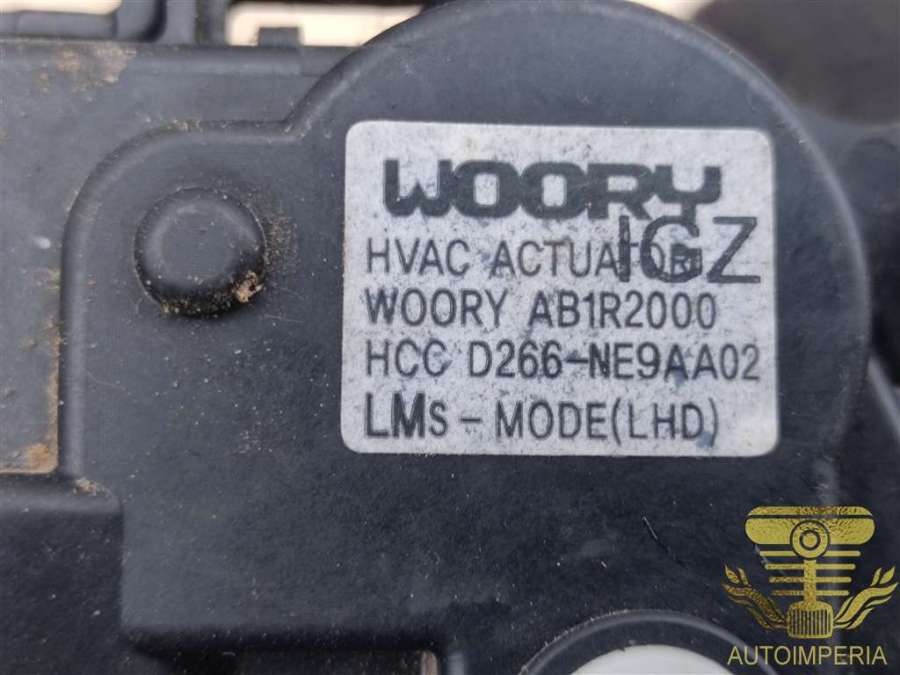 WOORY
IGZ
HVAC ACTUATOR
WOORY AB1R2000
HCC D266-NE9AA02
LMs - MODE(LHD)
AUTOIMPERIA